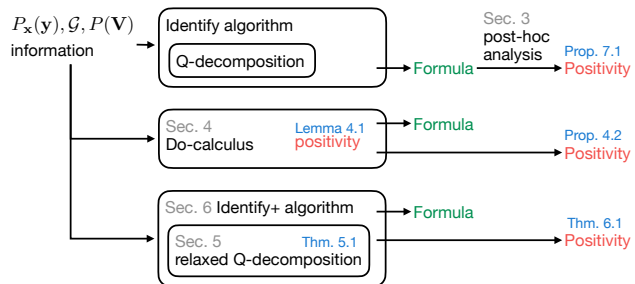 P_x(y), G, P(V)
information
Identify algorithm
Q-decomposition
Formula
Sec. 3
post-hoc
analysis
Prop. 7.1
Positivity
Sec. 4
Do-calculus
Lemma 4.1
positivity
Formula
Prop. 4.2
Positivity
Sec. 6 Identify+ algorithm
Sec. 5
Thm. 5.1
relaxed Q-decomposition
Formula
Thm. 6.1
Positivity